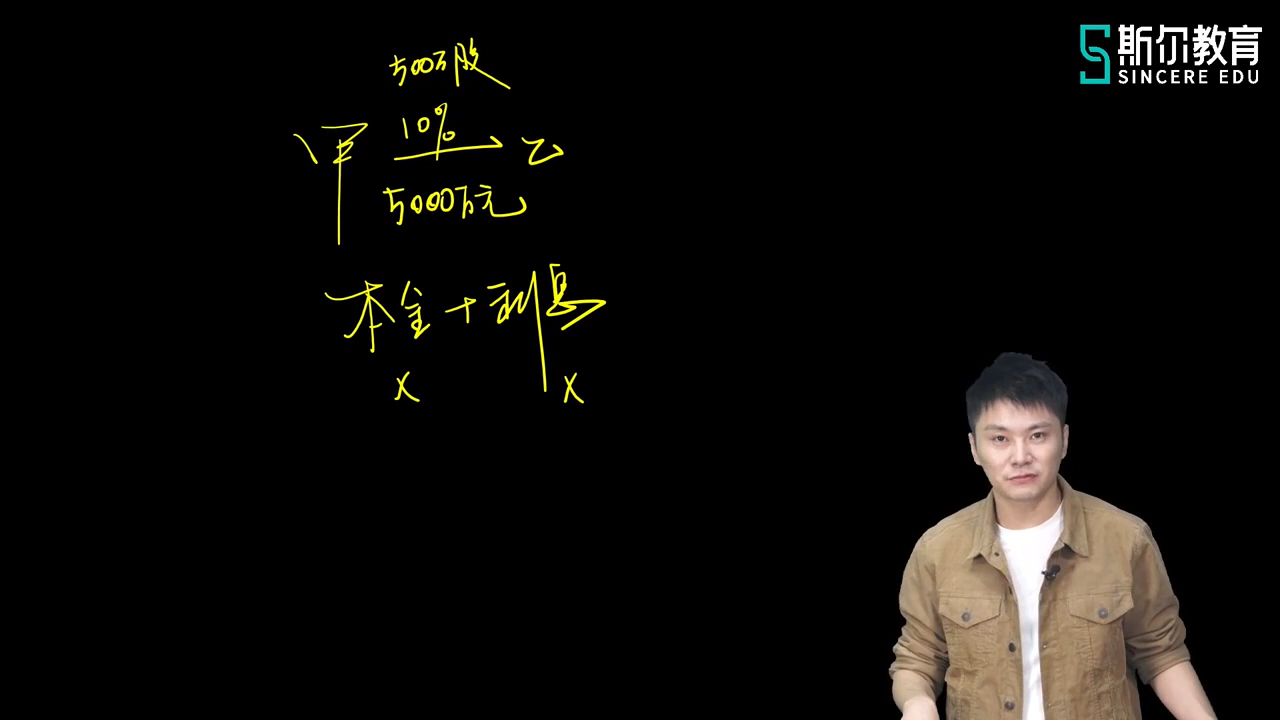 斯尔教育
SINCERE EDU
500万股
10%
甲 → 乙
5000万元
本金+利息
x x